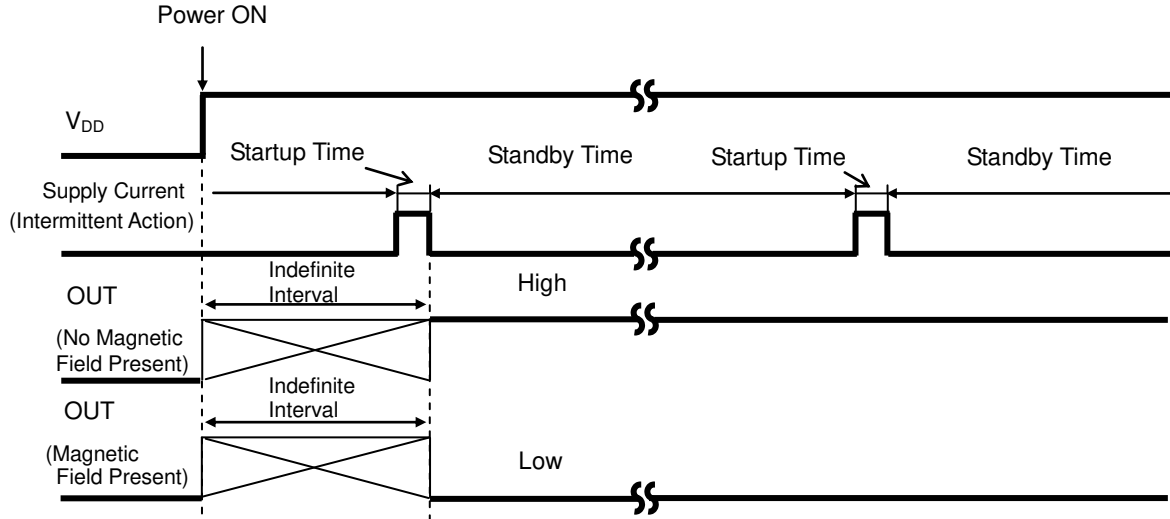 Power ON
VDD
Startup Time
Standby Time
Startup Time
Standby Time
Supply Current
(Intermittent Action)
Indefinite
Interval
High
OUT
(No Magnetic
Field Present)
Indefinite
Interval
OUT
(Magnetic
Field Present)
Low